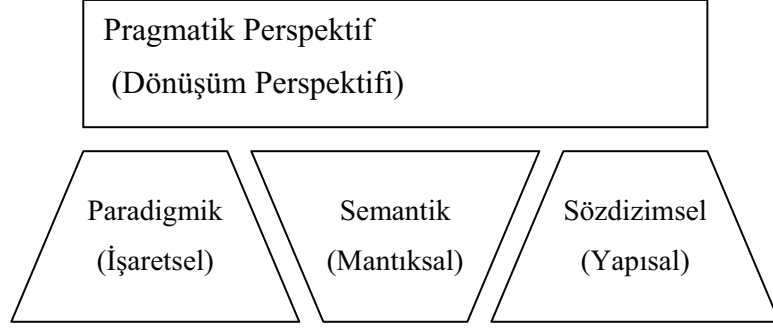 Pragmatik Perspektif
(Dönüşüm Perspektifi)
Paradigmik
(İşaretsel)
Semantik
(Mantıksal)
Sözdizimsel
(Yapısal)